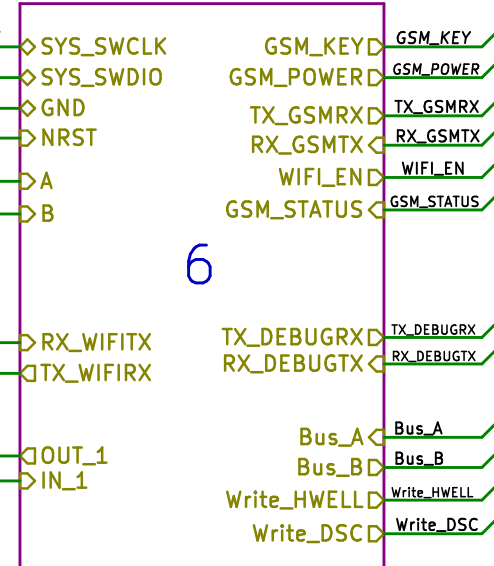 SYS_SWCLK GSM_KEY GSM_KEY
SYS_SWDIO GSM_POWER GSM_POWER
GND TX_GSMRX TX_GSMRX
NRST RX_GSMTX RX_GSMTX
A WIFI_EN WIFI_EN
B GSM_STATUS GSM_STATUS
6
RX_WIFITX TX_DEBUGRX TX_DEBUGRX
TX_WIFIRX RX_DEBUGTX RX_DEBUGTX
OUT_1 Bus_A Bus_A
IN_1 Bus_B Bus_B
Write_HWELL Write_HWELL
Write_DSC Write_DSC